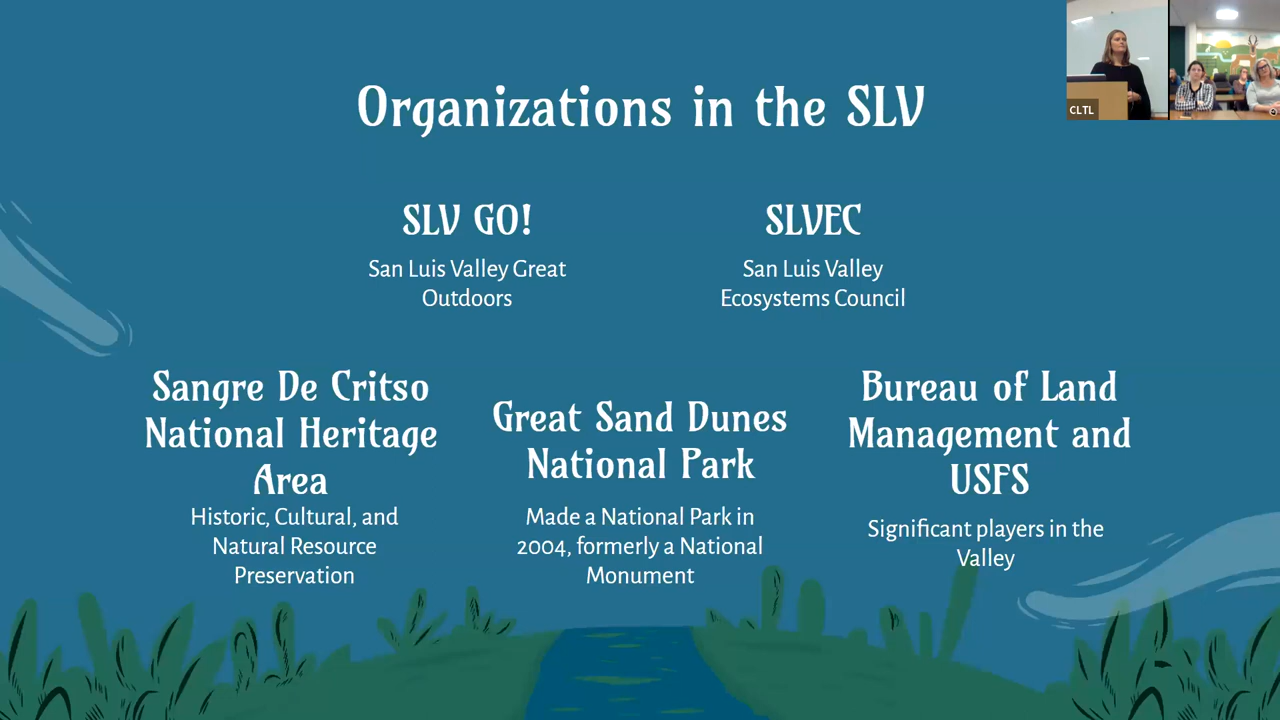 Organizations in the SLV
CLTL
SLV GO!
San Luis Valley Great
Outdoors
SLVEC
San Luis Valley
Ecosystems Council
Sangre De Critso
National Heritage
Area
Historic, Cultural, and
Natural Resource
Preservation
Great Sand Dunes
National Park
Made a National Park in
2004, formerly a National
Monument
Bureau of Land
Management and
USFS
Significant players in the
Valley